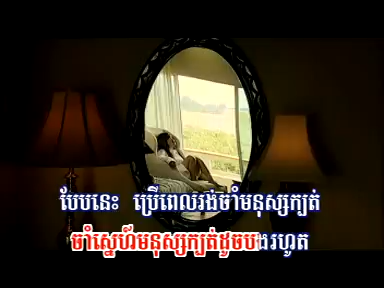 បែបនេះ ប្រើពេលរង់ចាំមនុស្សក្បត់
ចាំស្នេហ៍មនុស្សក្បត់ដូចបងរហូត